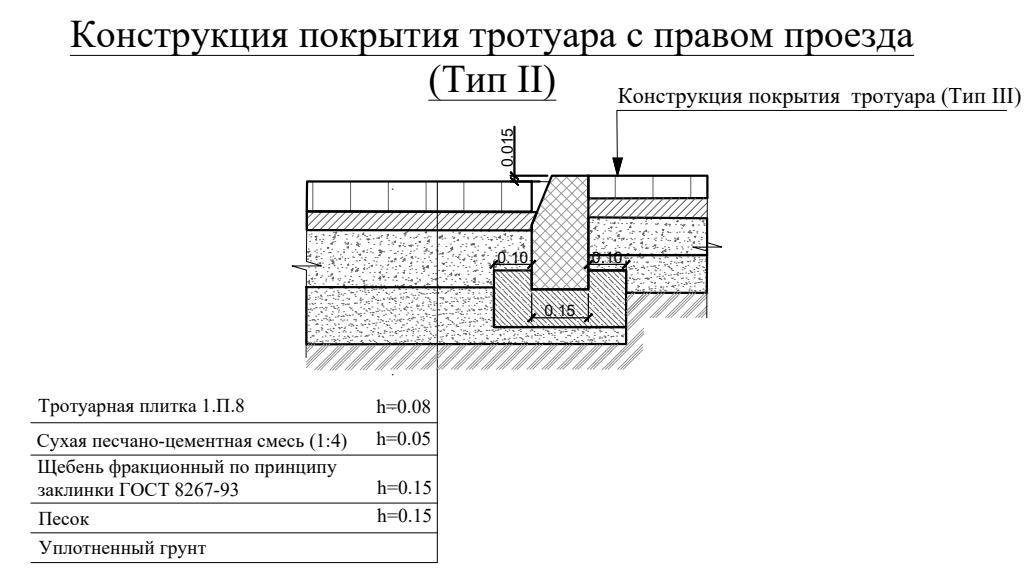 Конструкция покрытия тротуара с правом проезда
(Тип II)
Конструкция покрытия тротуара (Тип III)
0.015
0.10
0.10
0.15
Тротуарная плитка 1.П.8 h=0.08
Сухая песчано-цементная смесь (1:4) h=0.05
Щебень фракционный по принципу
заклинки ГОСТ 8267-93 h=0.15
Песок h=0.15
Уплотненный грунт